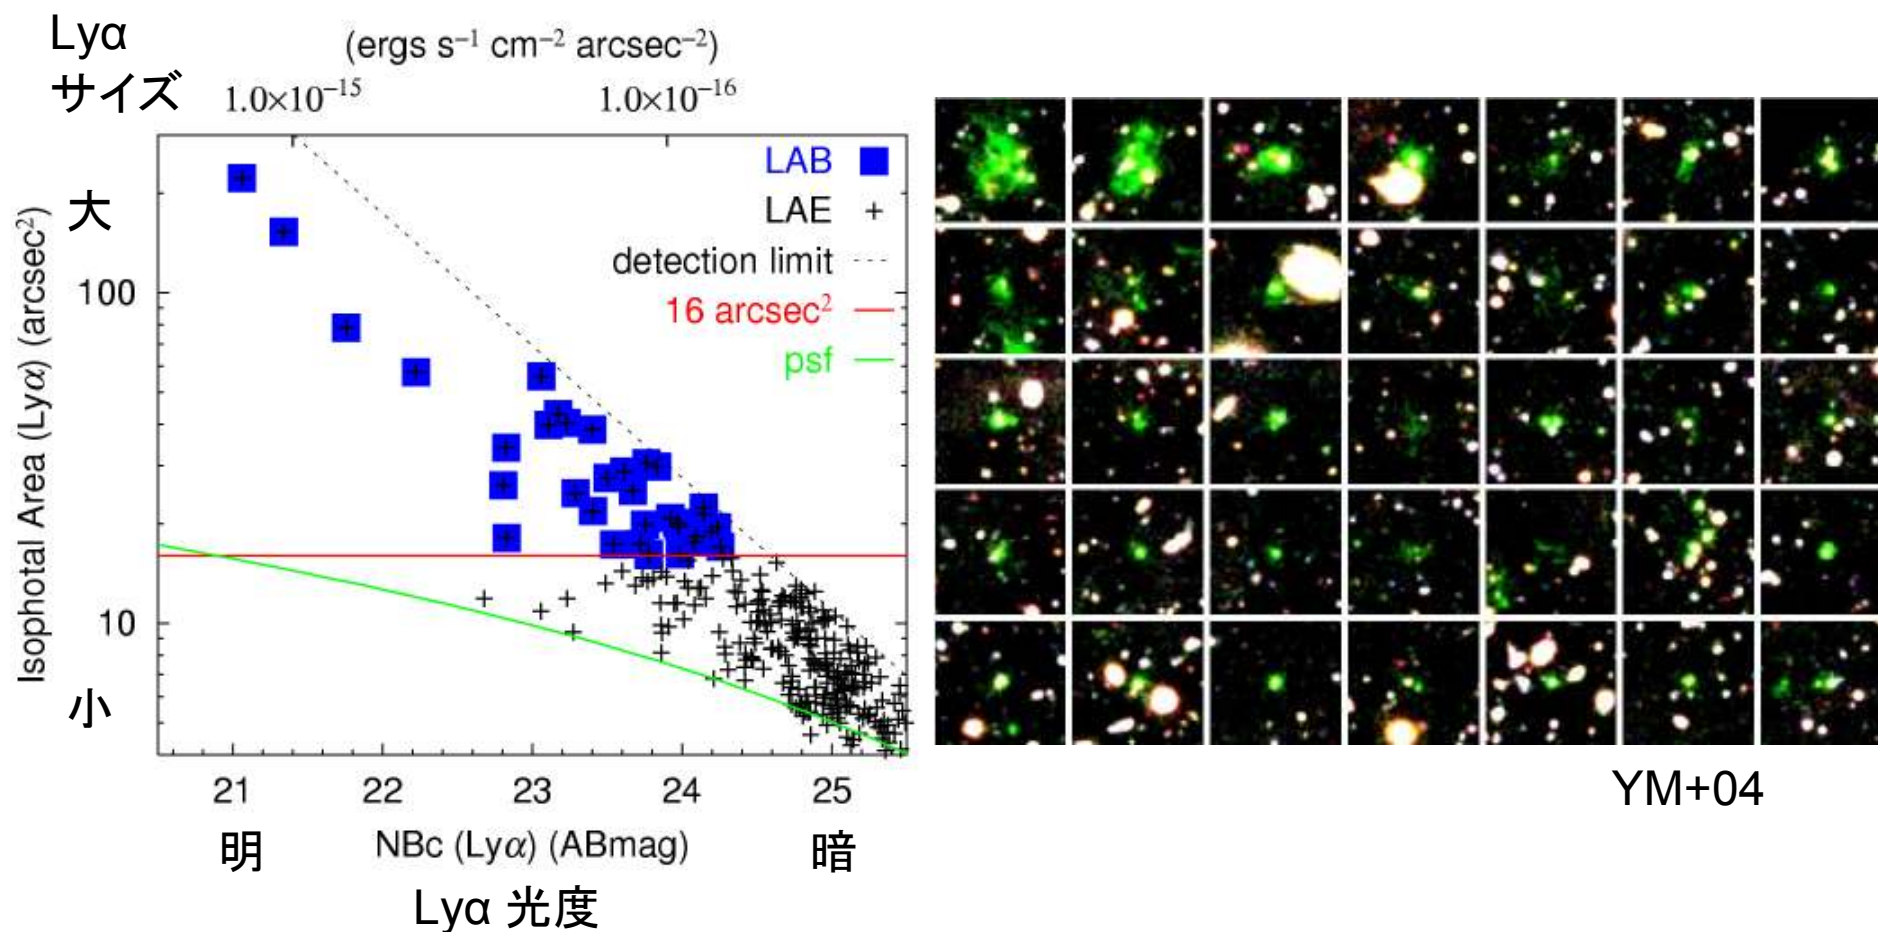 Lyα
サイズ
(ergs s⁻¹ cm⁻² arcsec⁻²)
1.0×10⁻¹⁵ 1.0×10⁻¹⁶
Isophotal Area (Lyα) (arcsec²)
大
100
10
小
LAB
LAE
detection limit
16 arcsec²
psf
21 22 23 24 25
明 NBc (Lyα) (ABmag) 暗
Lyα 光度
YM+04